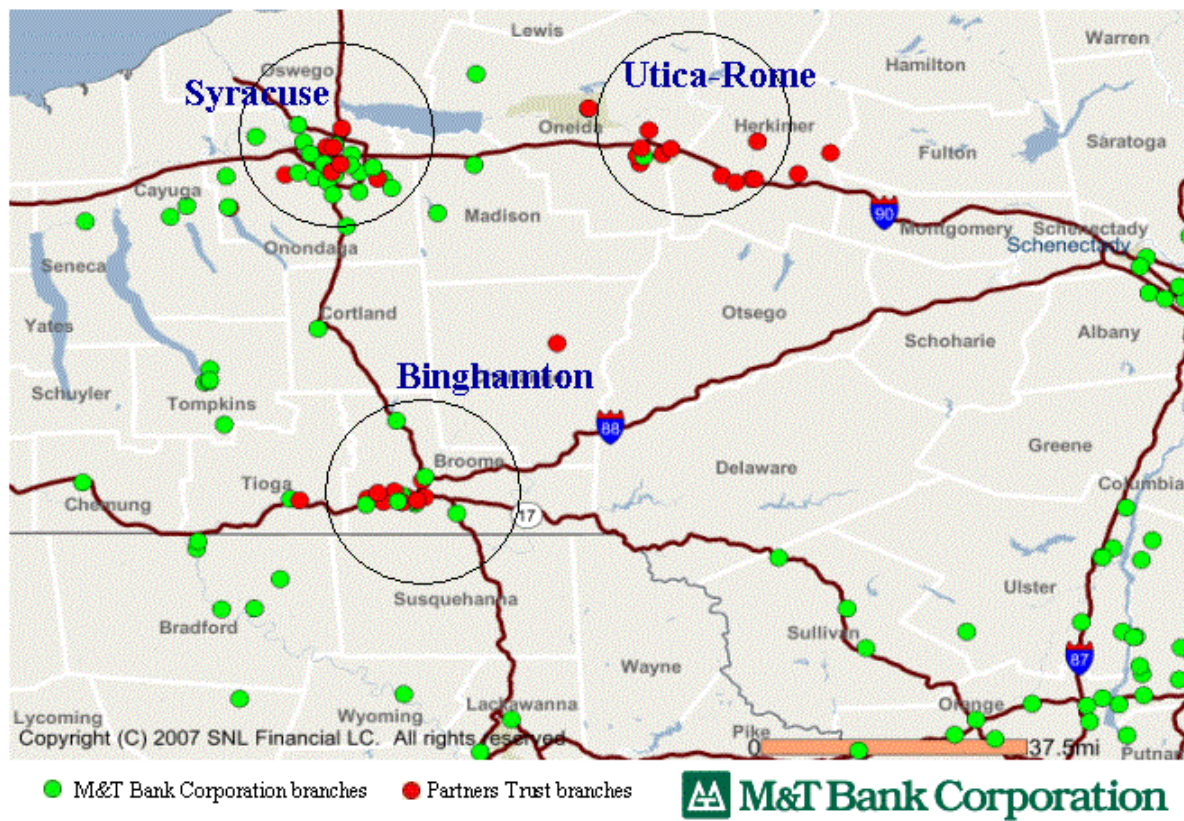 Lewis
Warren
Oswego
Utica-Rome
Hamilton
Syracuse
Oneida
Herkimer
Saratoga
Fulton
Cayuga
Madison
90
Montgomery
Schenectady
Onondaga
Schenectady
Seneca
Cortland
Otsego
Yates
Albany
Schoharie
Binghamton
Schuyler
Tompkins
88
Greene
Broome
Delaware
Tioga
Columbia
Chemung
17
Ulster
Susquehanna
Bradford
Sullivan
Wayne
87
Lackawanna
Orange
Lycoming
Wyoming
Pike
Copyright (C) 2007 SNL Financial LC. All rights reserved
0
37.5mi
Putnam
M&T Bank Corporation branches
Partners Trust branches
M&T Bank Corporation